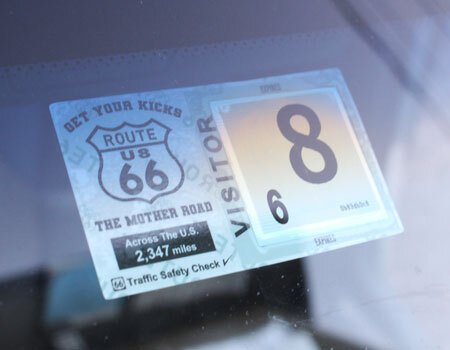 GET YOUR KICKS
ROUTE
US
66
THE MOTHER ROAD
Across The U.S.
2,347 miles
66 Traffic Safety Check
VISITOR
EXPIRES
8
6
EXPIRES